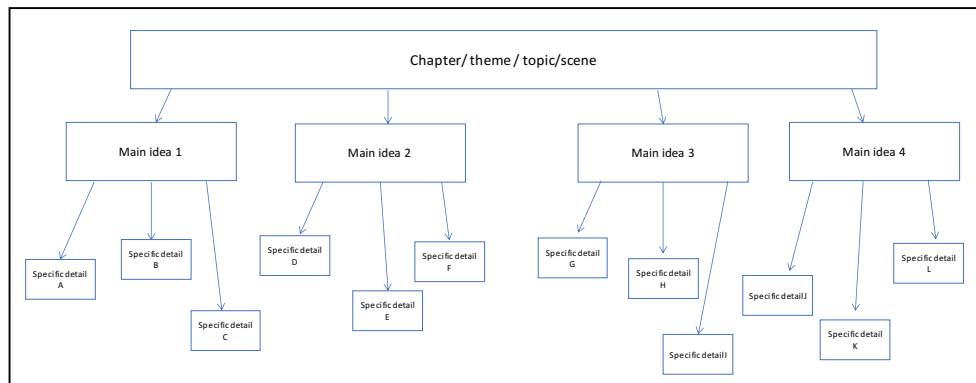 Chapter/ theme / topic/scene
Main idea 1
Main idea 2
Main idea 3
Main idea 4
Specific detail
A
Specific detail
B
Specific detail
C
Specific detail
D
Specific detail
E
Specific detail
F
Specific detail
G
Specific detail
H
Specific detail I
Specific detail J
Specific detail
K
Specific detail
L